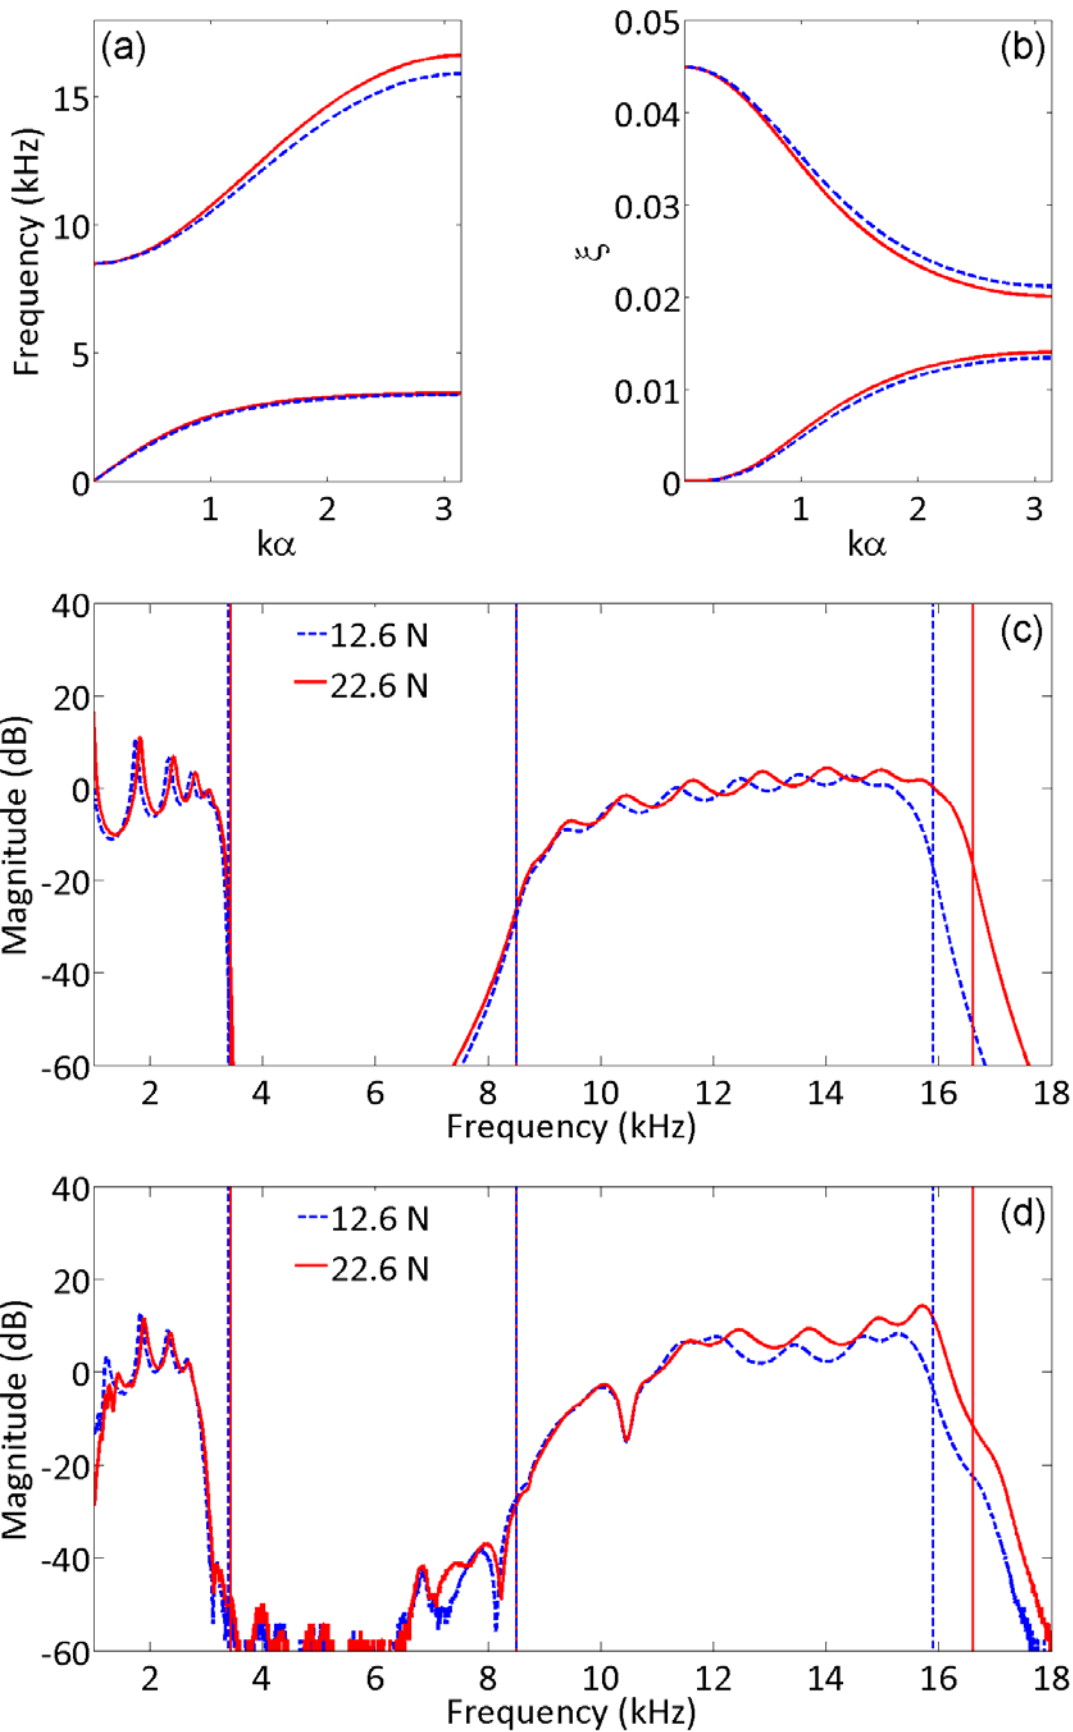 (a)
15
10
5
0
Frequency (kHz)
1 2 3
kα
(b)
0.05
0.04
0.03
0.02
0.01
0
ξ
1 2 3
kα
(c)
40
20
0
-20
-40
-60
Magnitude (dB)
12.6 N
22.6 N
2 4 6 8 10 12 14 16 18
Frequency (kHz)
(d)
40
20
0
-20
-40
-60
Magnitude (dB)
12.6 N
22.6 N
2 4 6 8 10 12 14 16 18
Frequency (kHz)